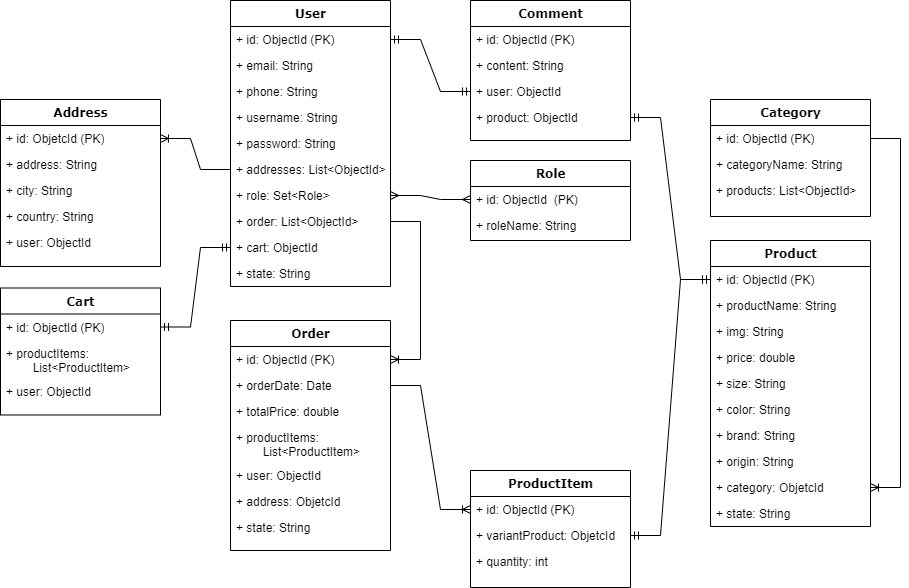 User
+ id: ObjectId (PK)
+ email: String
+ phone: String
+ username: String
+ password: String
+ addresses: List<ObjectId>
+ role: Set<Role>
+ order: List<ObjectId>
+ cart: ObjectId
+ state: String
Comment
+ id: ObjectId (PK)
+ content: String
+ user: ObjectId
+ product: ObjectId
Address
+ id: ObjetcId (PK)
+ address: String
+ city: String
+ country: String
+ user: ObjectId
Category
+ id: ObjetcId (PK)
+ categoryName: String
+ products: List<ObjectId>
Role
+ id: ObjectId (PK)
+ roleName: String
Product
+ id: ObjectId (PK)
+ productName: String
+ img: String
+ price: double
+ size: String
+ color: String
+ brand: String
+ origin: String
+ category: ObjetcId
+ state: String
Cart
+ id: ObjectId (PK)
+ productItems:
List<ProductItem>
+ user: ObjectId
Order
+ id: ObjectId (PK)
+ orderDate: Date
+ totalPrice: double
+ productItems:
List<ProductItem>
+ user: ObjectId
+ address: ObjetcId
+ state: String
ProductItem
+ id: ObjectId (PK)
+ variantProduct: ObjetcId
+ quantity: int